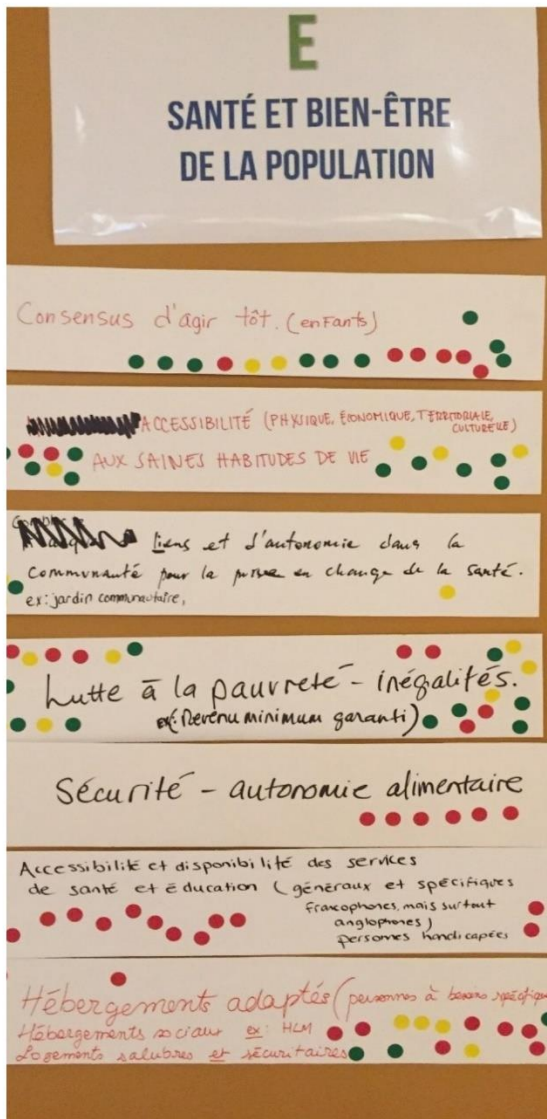 E
SANTÉ ET BIEN-ÊTRE
DE LA POPULATION
Consensus d'agir tôt. (enfants)
ACCESSIBILITÉ (PHYSIQUE, ÉCONOMIQUE, TERRITORIALE
CULTURELLE)
AUX SAINES HABITUDES DE VIE
liens et d'autonomie dans la
communauté pour la prise en charge de la santé.
ex: jardin communautaire,
Lutte à la pauvreté - inégalités.
ex: Revenu minimum garanti)
Sécurité - autonomie alimentaire
Accessibilité et disponibilité des services
de santé et éducation (généraux et spécifiques
francophones, mais surtout
anglophones)
personnes handicapées
Hébergements adaptés (personnes à besoins spécifique
Hébergements sociaux ex: HLM
Logements salubres et sécuritaires